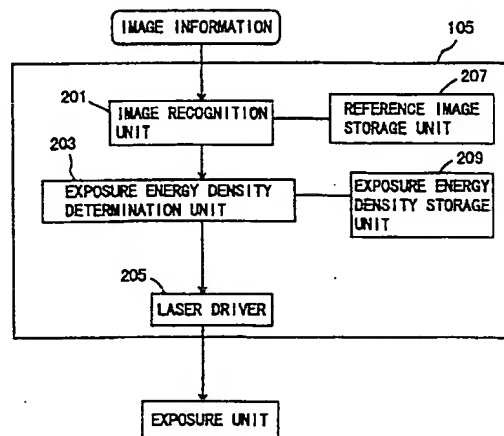 IMAGE INFORMATION
105
207
201
IMAGE RECOGNITION
UNIT
REFERENCE IMAGE
STORAGE UNIT
203
209
EXPOSURE ENERGY DENSITY
DETERMINATION UNIT
EXPOSURE ENERGY
DENSITY STORAGE
UNIT
205
LASER DRIVER
EXPOSURE UNIT